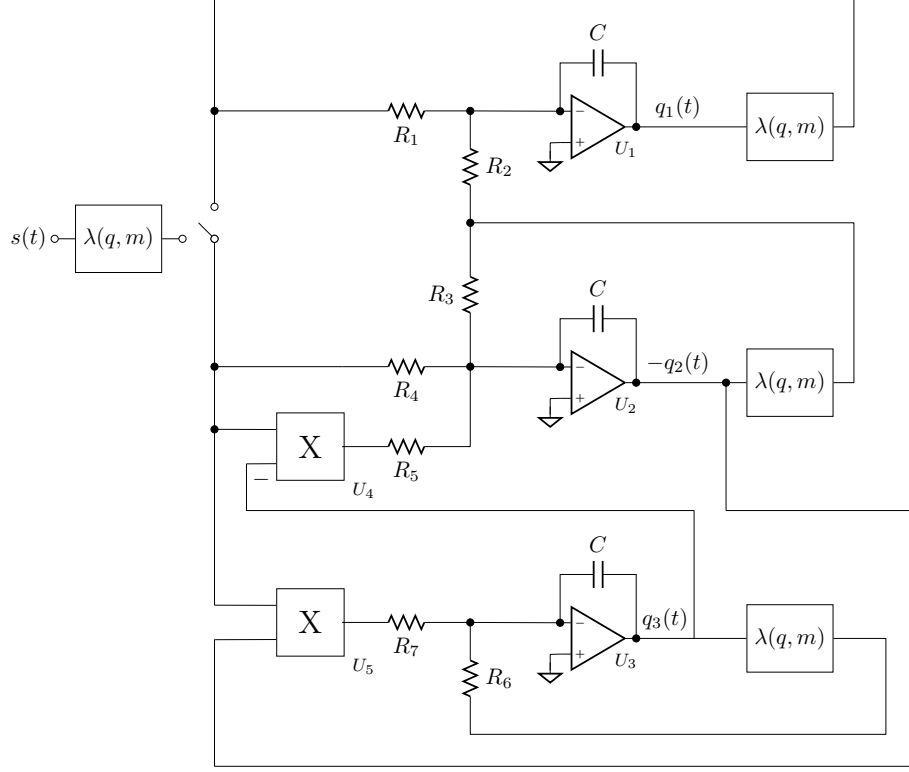 C
q₁(t)
λ(q, m)
−
+
U₁
R₁
R₂
s(t)
λ(q, m)
R₃
C
−q₂(t)
λ(q, m)
−
+
U₂
R₄
X
−
U₄
R₅
C
q₃(t)
λ(q, m)
−
+
U₃
X
U₅
R₇
R₆